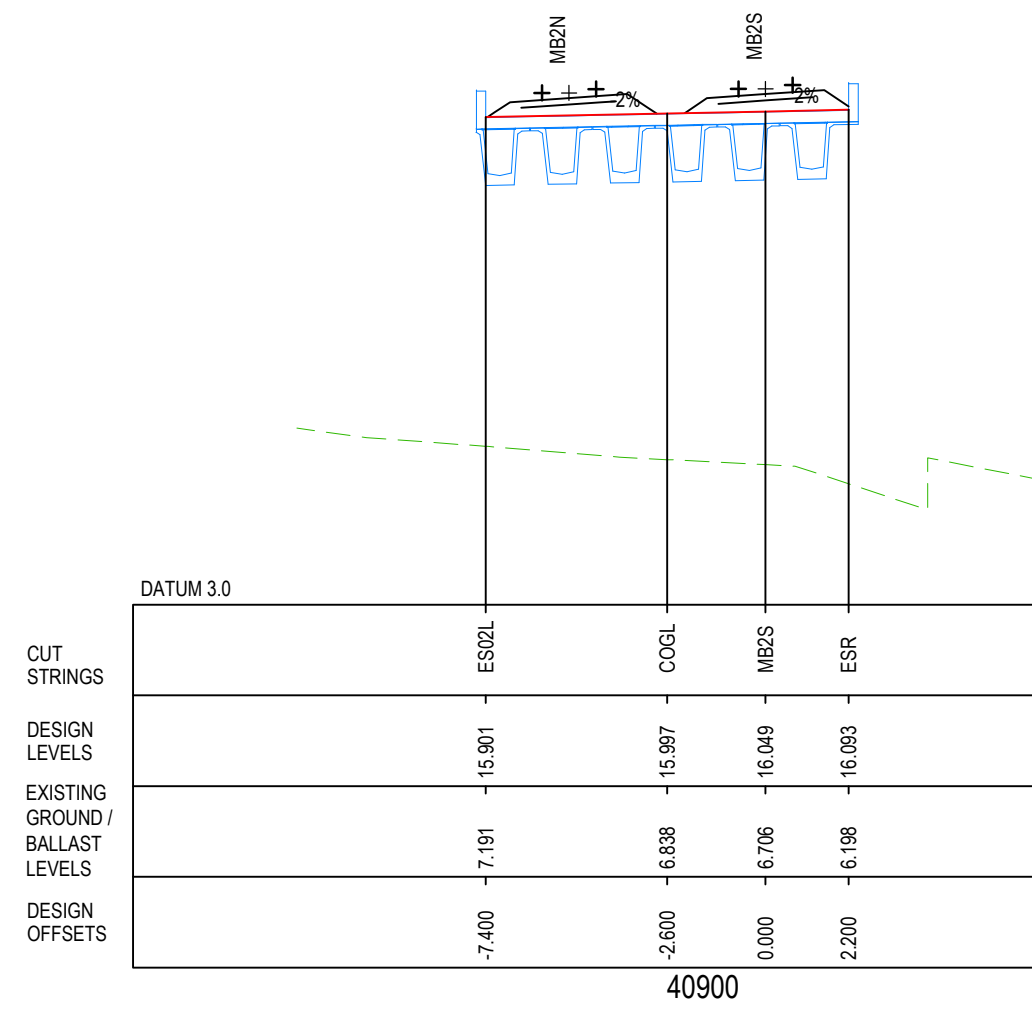 MB2N
MB2S
2%
2%
DATUM 3.0
CUT
STRINGS
ES02L
COGL
MB2S
ESR
DESIGN
LEVELS
15.901
15.997
16.049
16.093
EXISTING
GROUND /
BALLAST
LEVELS
7.191
6.838
6.706
6.198
DESIGN
OFFSETS
-7.400
-2.600
0.000
2.200
40900